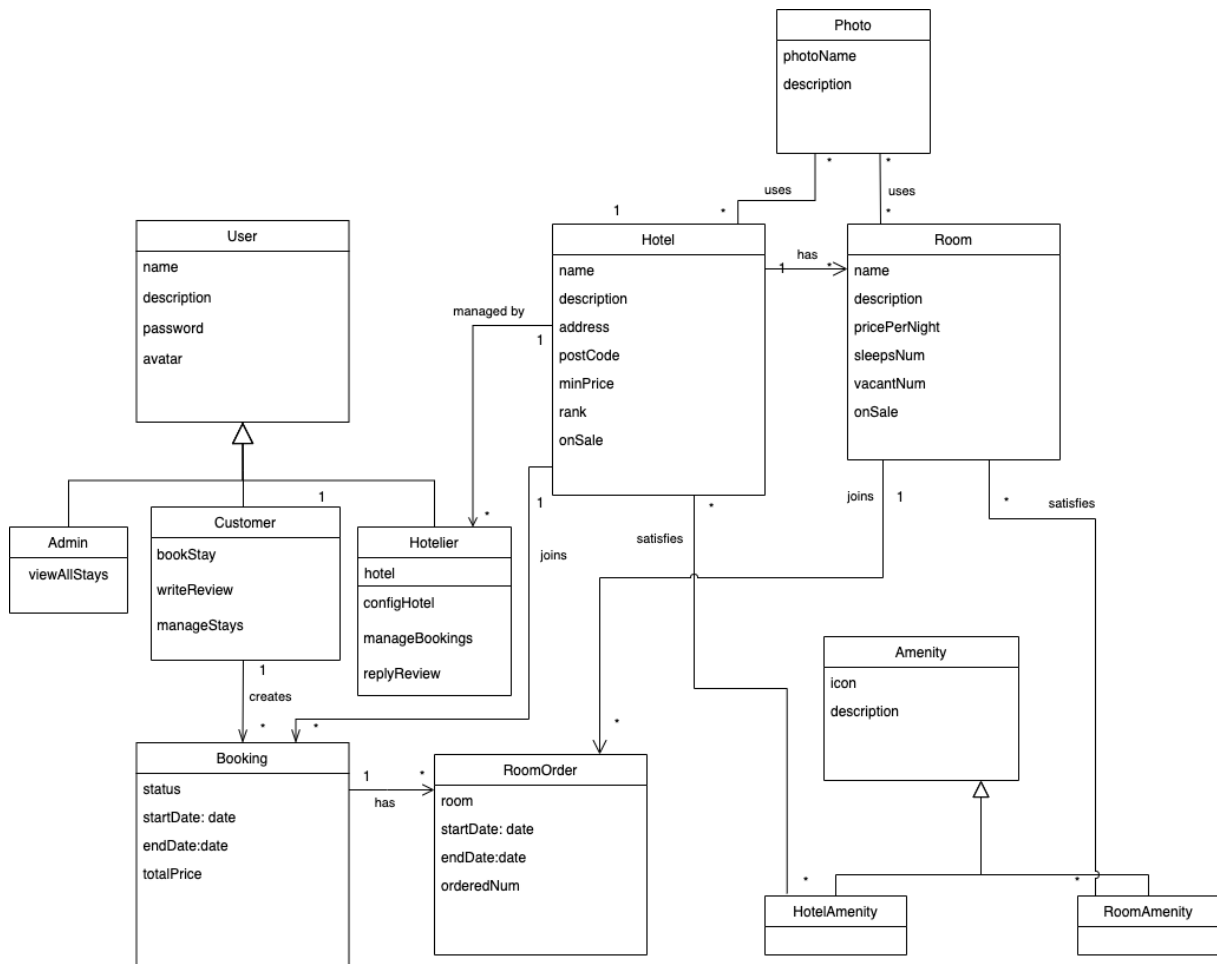 Photo
photoName
description
*
*
uses
uses
1
*
*
User
name
description
password
avatar
Hotel
name
description
address
postCode
minPrice
rank
onSale
has
1
*
Room
name
description
pricePerNight
sleepsNum
vacantNum
onSale
managed by
1
*
1
joins
*
satisfies
joins
1
*
satisfies
Admin
viewAllStays
1
Customer
bookStay
writeReview
manageStays
Hotelier
hotel
configHotel
manageBookings
replyReview
1
creates
*
*
*
Amenity
icon
description
Booking
status
startDate: date
endDate:date
totalPrice
1
*
has
RoomOrder
room
startDate: date
endDate:date
orderedNum
*
*
HotelAmenity
RoomAmenity